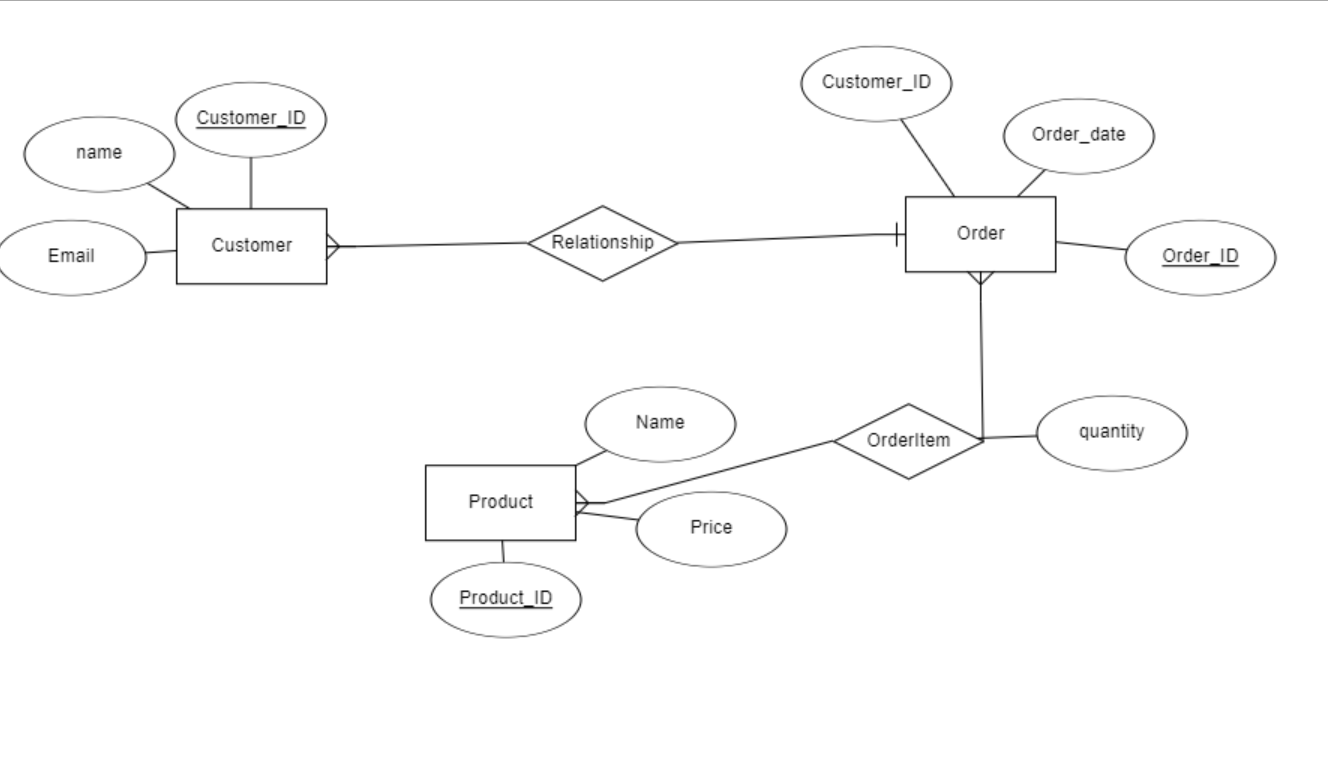 Customer_ID
Customer_ID
Order_date
name
Customer
Relationship
Order
Email
Order_ID
Name
OrderItem
quantity
Product
Price
Product_ID